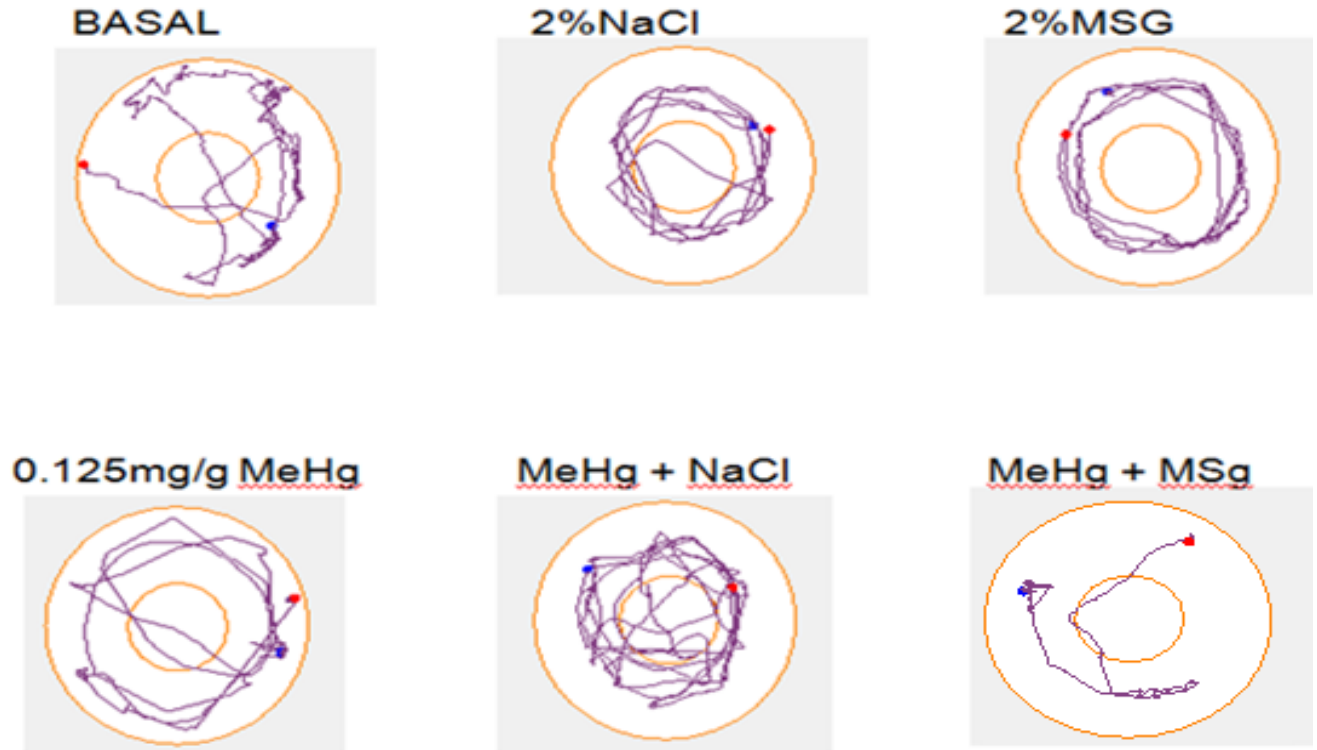 BASAL
2%NaCl
2%MSG
0.125mg/g MeHg
MeHg + NaCl
MeHg + MSg